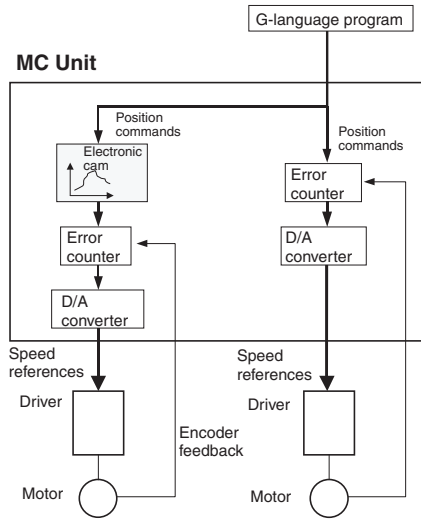 G-language program
MC Unit
Position
commands
Position
commands
Electronic
cam
Error
counter
Error
counter
D/A
converter
D/A
converter
Speed
references
Speed
references
Driver
Driver
Encoder
feedback
Motor
Motor